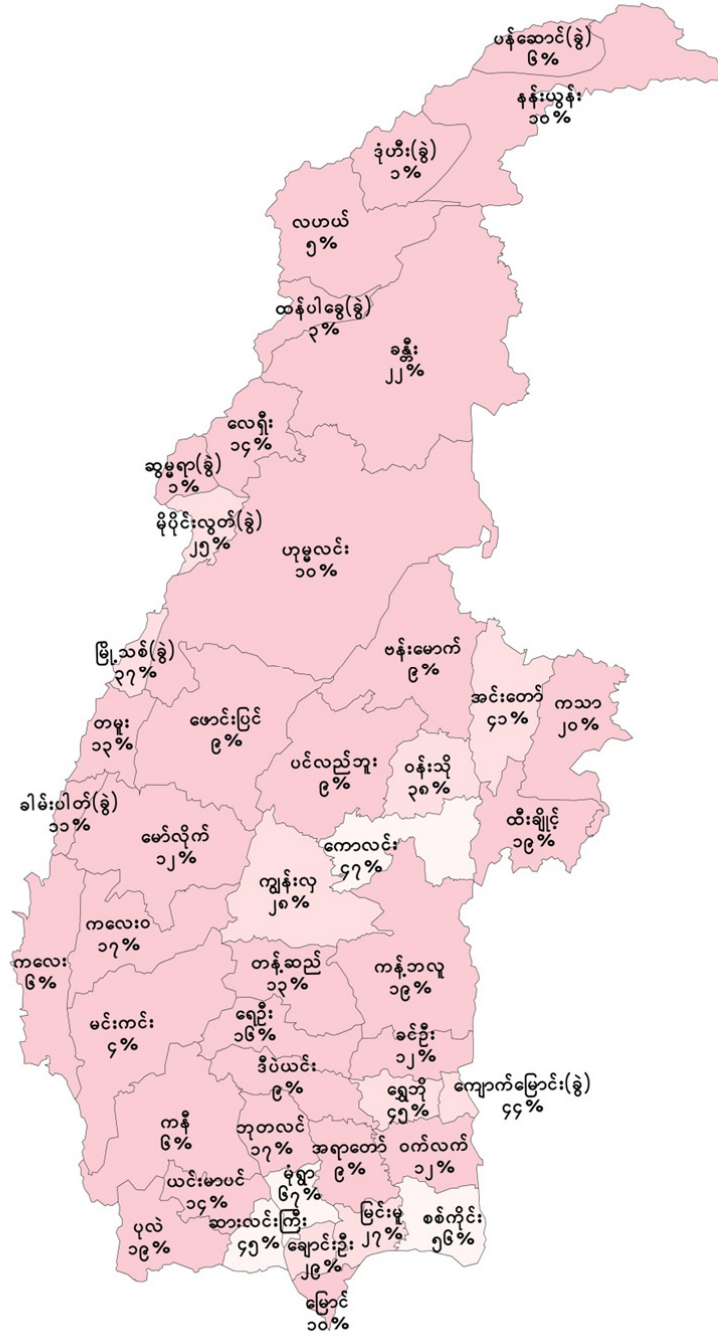 ပန်ဆောင်(ခွဲ)
၆%
နန်းယွန်း
၁၀%
ဒုံဟီး(ခွဲ)
၁%
လဟယ်
၅%
ထန်ပါခွေ(ခွဲ)
၃%
ခန္တီး
၂၂%
လေရှီး
၁၄%
ဆွမ္မရာ(ခွဲ)
၁%
မိုပိုင်းလွတ်(ခွဲ)
၂၅%
ဟုမ္မလင်း
၁၀%
မြို့သစ်(ခွဲ)
၃၇%
ဗန်းမောက်
၉%
အင်းတော်
၄၁%
ကသာ
၂၀%
တမူး
၁၃%
ဖောင်းပြင်
၉%
ပင်လည်ဘူး
၉%
ဝန်းသို
၃၈%
ခါမ်းပါတ်(ခွဲ)
၁၁%
မော်လိုက်
၁၂%
ကောလင်း
၄၇%
ထီးချိုင့်
၁၉%
ကျွန်းလှ
၂၈%
ကလေးဝ
၁၇%
ကလေး
၆%
တန့်ဆည်
၁၃%
ကန့်ဘလူ
၁၉%
မင်းကင်း
၄%
ရေဦး
၁၆%
ခင်ဦး
၁၂%
ဒီပဲယင်း
၉%
ရွှေဘို
၄၅%
ကျောက်မြောင်း(ခွဲ)
၄၄%
ကနီ
၆%
ဘုတလင်
၁၇%
အရာတော်
၉%
ဝက်လက်
၁၂%
ယင်းမာပင်
၁၄%
မုံရွာ
၆၇%
ပုလဲ
၁၉%
ဆားလင်းကြီး
၄၅%
ချောင်းဦး
၂၉%
မြင်းမူ
၂၇%
စစ်ကိုင်း
၅၆%
မြောင်
၁၀%